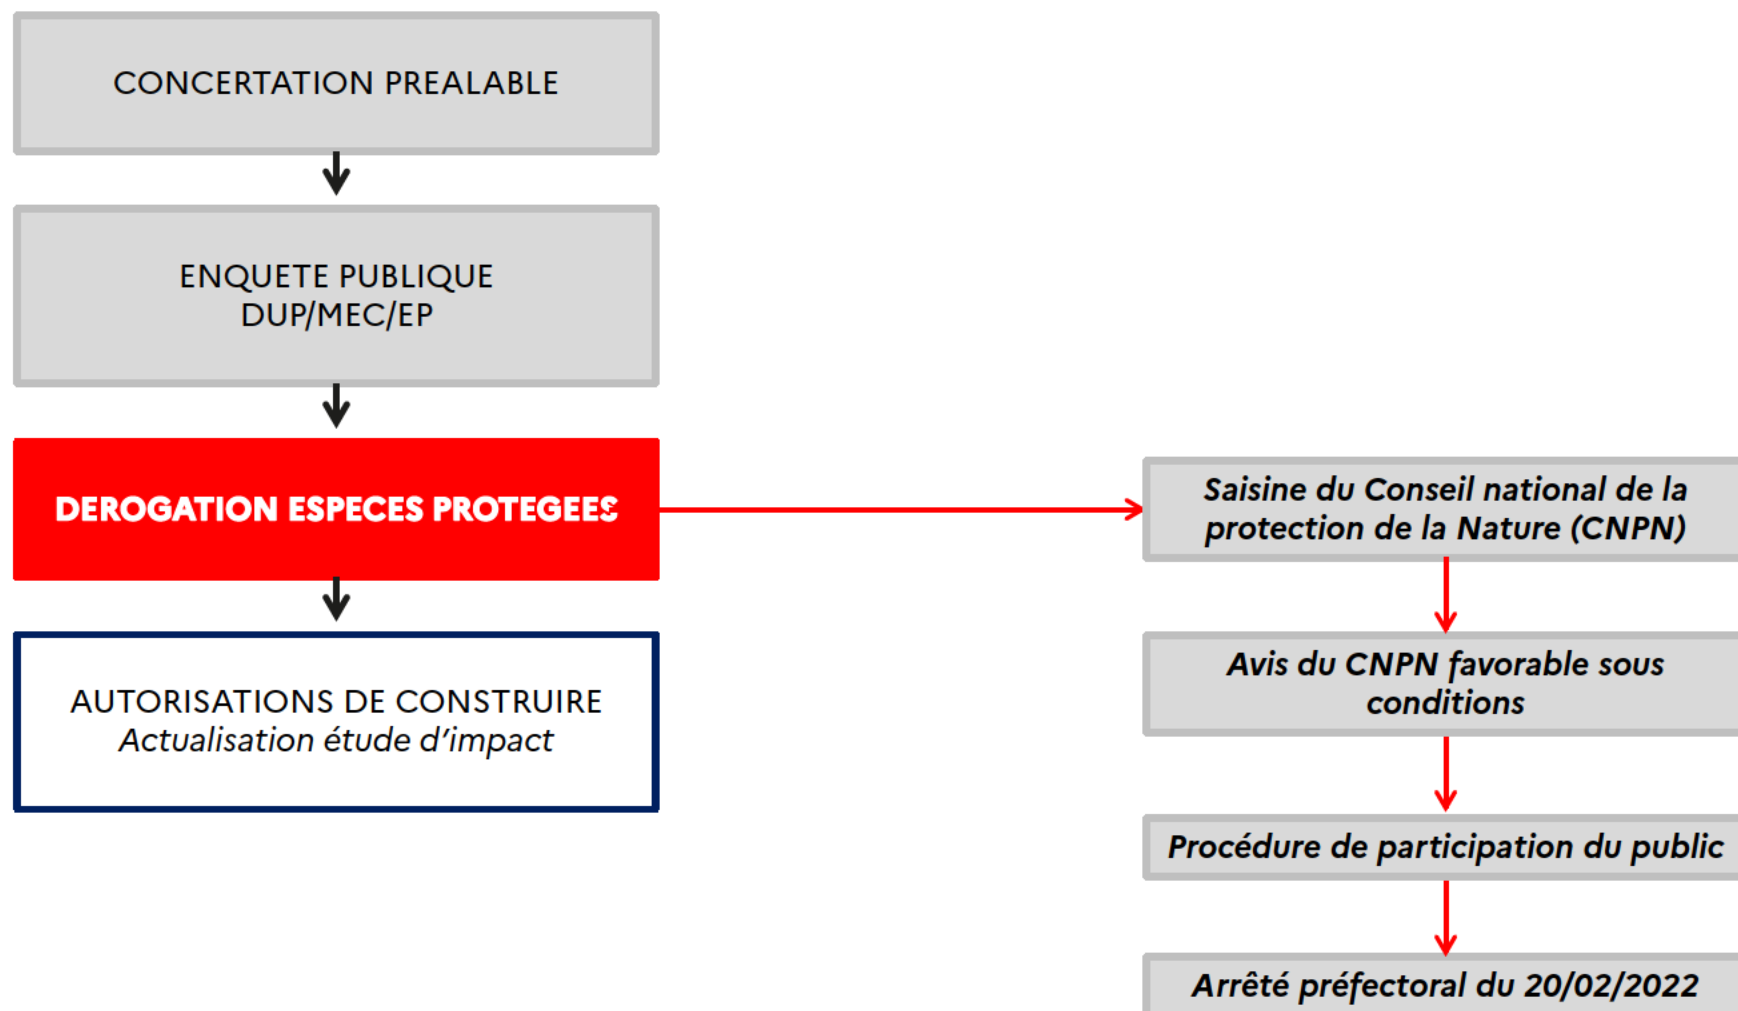 CONCERTATION PREALABLE
ENQUETE PUBLIQUE
DUP/MEC/EP
DEROGATION ESPECES PROTEGEES
AUTORISATIONS DE CONSTRUIRE
Actualisation étude d'impact
Saisine du Conseil national de la
protection de la Nature (CNPN)
Avis du CNPN favorable sous
conditions
Procédure de participation du public
Arrêté préfectoral du 20/02/2022